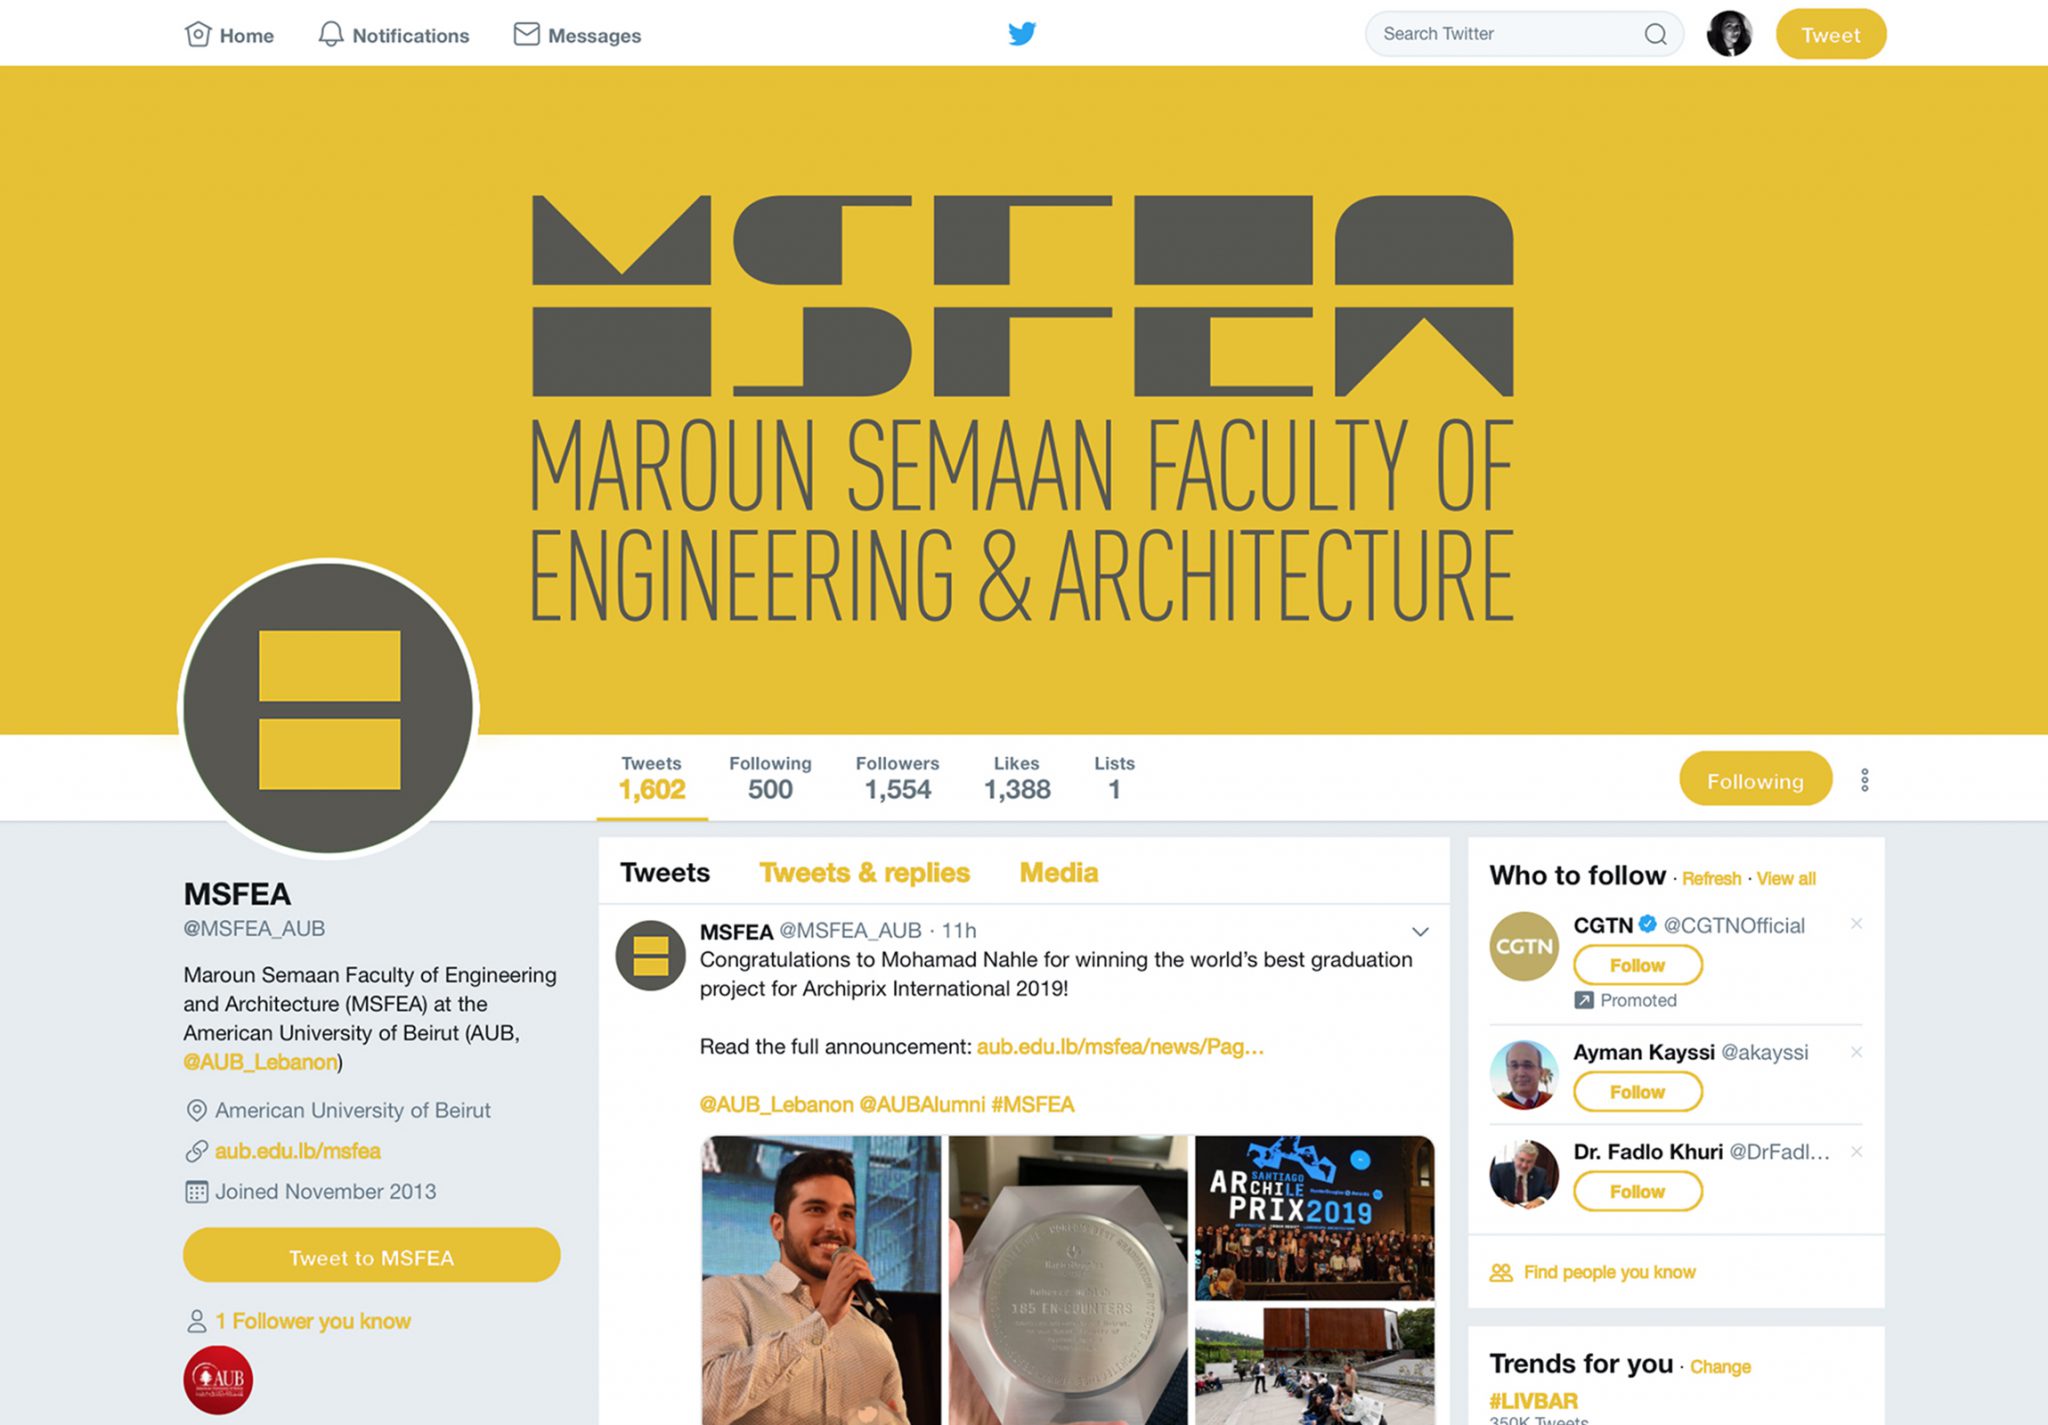 Home
Notifications
Messages
Search Twitter
Tweet
MSFEA
MAROUN SEMAAN FACULTY OF
ENGINEERING & ARCHITECTURE
Tweets
1,602
Following
500
Followers
1,554
Likes
1,388
Lists
1
Following
MSFEA
@MSFEA_AUB
Maroun Semaan Faculty of Engineering
and Architecture (MSFEA) at the
American University of Beirut (AUB,
@AUB_Lebanon)
American University of Beirut
aub.edu.lb/msfea
Joined November 2013
Tweet to MSFEA
1 Follower you know
AUB
Tweets
Tweets & replies
Media
MSFEA @MSFEA_AUB · 11h
Congratulations to Mohamad Nahle for winning the world's best graduation
project for Archiprix International 2019!
Read the full announcement: aub.edu.lb/msfea/news/Pag…
@AUB_Lebanon @AUBAlumni #MSFEA
185 EN-COUNTERS
SANTIAGO
ARCHILE
PRIX2019
Who to follow · Refresh · View all
CGTN
CGTN @CGTNOfficial
Follow
Promoted
Ayman Kayssi @akayssi
Follow
Dr. Fadlo Khuri @DrFadl…
Follow
Find people you know
Trends for you · Change
#LIVBAR
350K Tweets